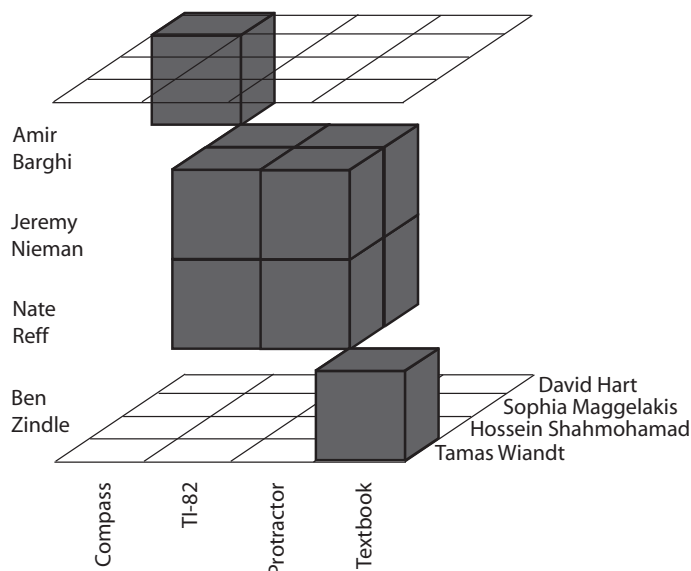 Amir
Barghi
Jeremy
Nieman
Nate
Reff
Ben
Zindle
David Hart
Sophia Maggelakis
Hossein Shahmohamad
Tamas Wiandt
Compass
TI-82
Protractor
Textbook